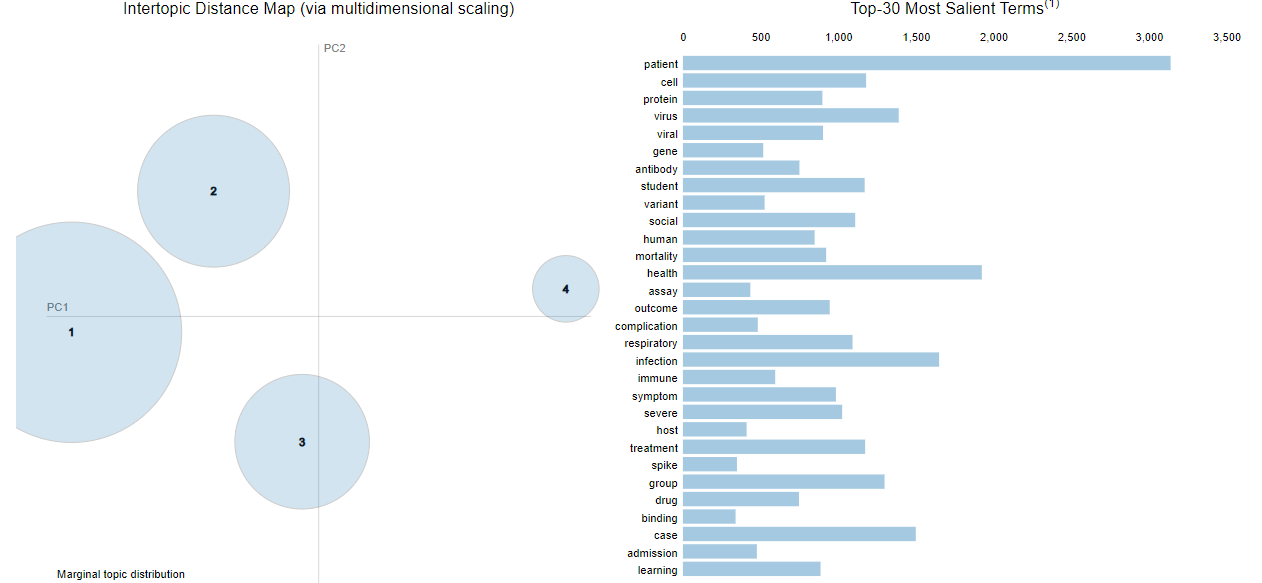 Intertopic Distance Map (via multidimensional scaling)
PC2
2
4
PC1
1
3
Marginal topic distribution
Top-30 Most Salient Terms(1)
0 500 1,000 1,500 2,000 2,500 3,000 3,500
patient
cell
protein
virus
viral
gene
antibody
student
variant
social
human
mortality
health
assay
outcome
complication
respiratory
infection
immune
symptom
severe
host
treatment
spike
group
drug
binding
case
admission
learning